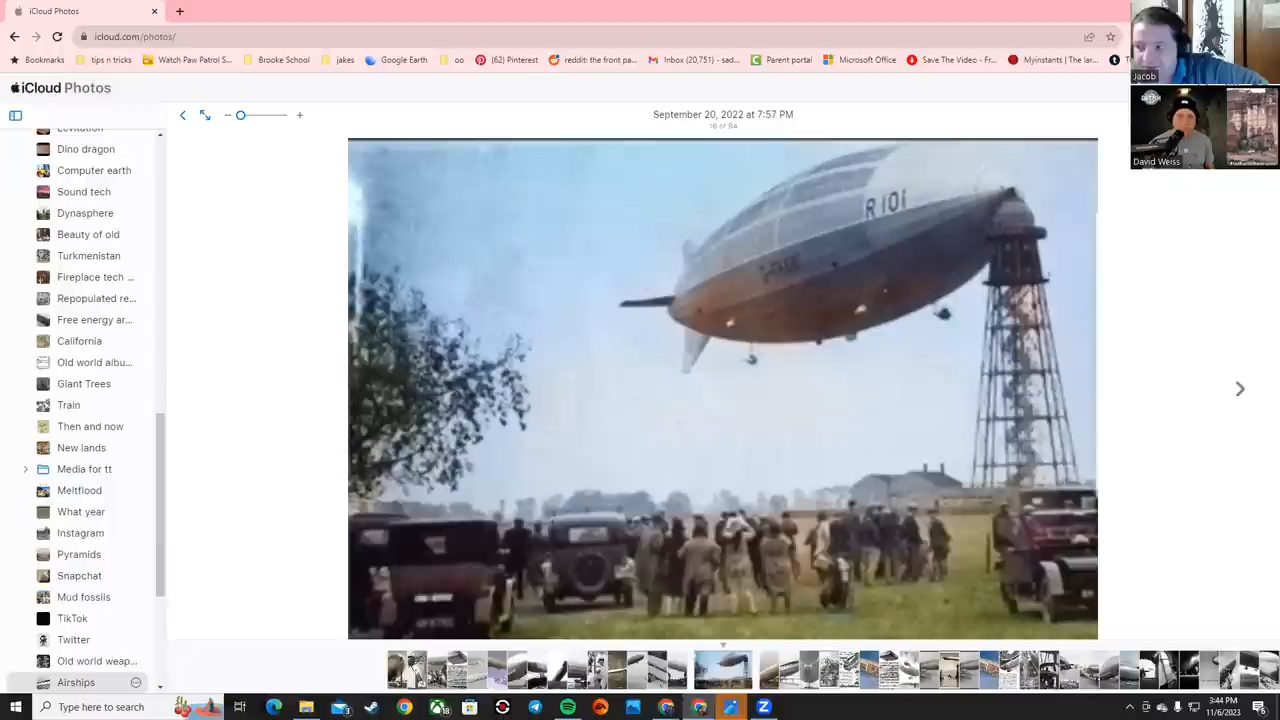 iCloud Photos
icloud.com/photos/
Bookmarks
tips n tricks
Watch Paw Patrol S...
Brooke School
jakes
Google Earth
oo
(62) Pinterest
reddit: the front pa...
Inbox (20,751) - sad...
Parent portal
Microsoft Office
Save The Video - Fr...
Myinstants | The lar...
Jacob
iCloud Photos
September 20, 2022 at 7:57 PM
16 of 94
David Weiss
Levitation
Dino dragon
Computer earth
Sound tech
Dynasphere
Beauty of old
Turkmenistan
Fireplace tech ...
Repopulated re...
Free energy ar...
California
Old world albu...
Giant Trees
Train
Then and now
New lands
Media for tt
Meltflood
What year
Instagram
Pyramids
Snapchat
Mud fossils
TikTok
Twitter
Old world weap...
Airships
R 101
Type here to search
3:44 PM
11/6/2023